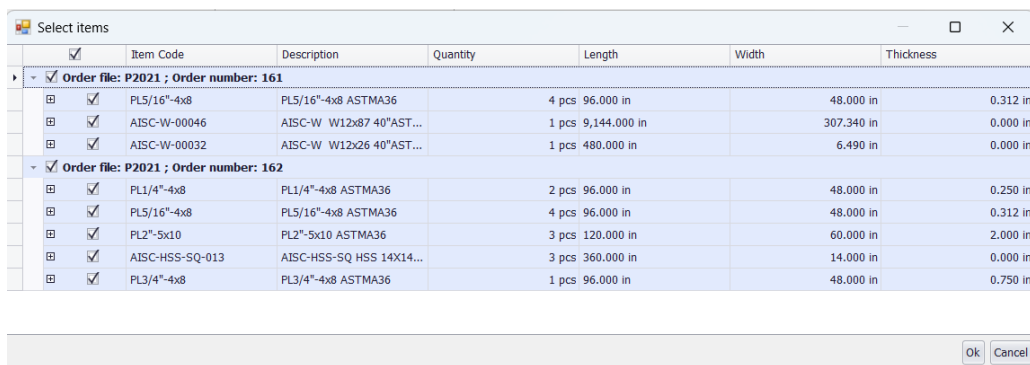 Select items
Item Code Description Quantity Length Width Thickness
Order file: P2021 ; Order number: 161
PL5/16"-4x8 PL5/16"-4x8 ASTMA36 4 pcs 96.000 in 48.000 in 0.312 in
AISC-W-00046 AISC-W W12x87 40"AST... 1 pcs 9,144.000 in 307.340 in 0.000 in
AISC-W-00032 AISC-W W12x26 40"AST... 1 pcs 480.000 in 6.490 in 0.000 in
Order file: P2021 ; Order number: 162
PL1/4"-4x8 PL1/4"-4x8 ASTMA36 2 pcs 96.000 in 48.000 in 0.250 in
PL5/16"-4x8 PL5/16"-4x8 ASTMA36 4 pcs 96.000 in 48.000 in 0.312 in
PL2"-5x10 PL2"-5x10 ASTMA36 3 pcs 120.000 in 60.000 in 2.000 in
AISC-HSS-SQ-013 AISC-HSS-SQ HSS 14X14... 3 pcs 360.000 in 14.000 in 0.000 in
PL3/4"-4x8 PL3/4"-4x8 ASTMA36 1 pcs 96.000 in 48.000 in 0.750 in
Ok Cancel